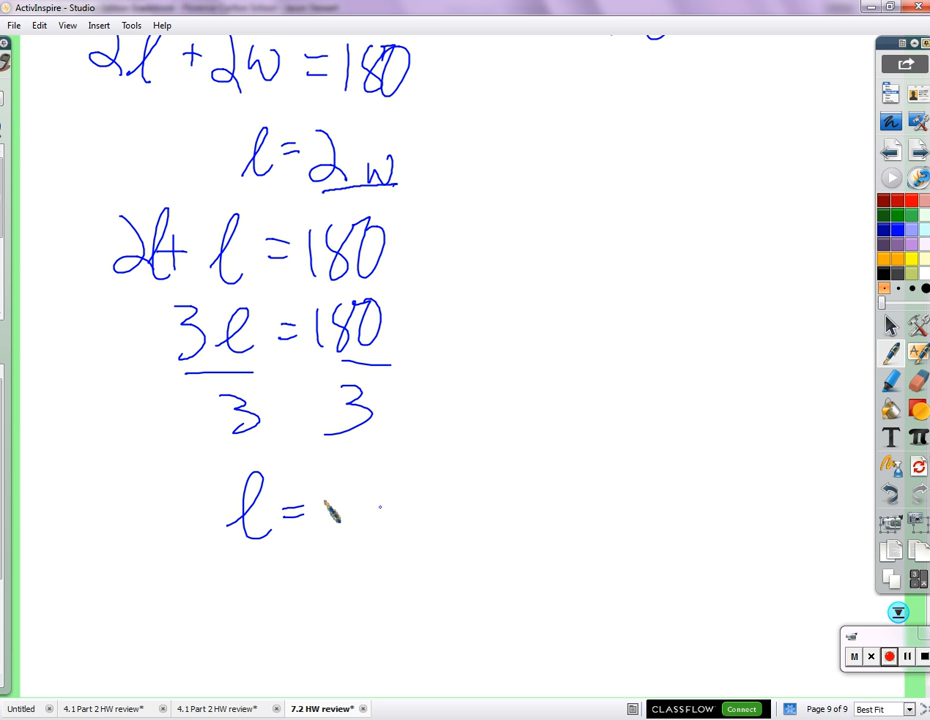 ActivInspire - Studio
File Edit View Insert Tools Help
2l + 2w = 180
l = 2w
2l + l = 180
3l = 180
3 3
l =
M
Untitled 4.1 Part 2 HW review* 4.1 Part 2 HW review* 7.2 HW review* CLASSFLOW Connect Page 9 of 9 Best Fit